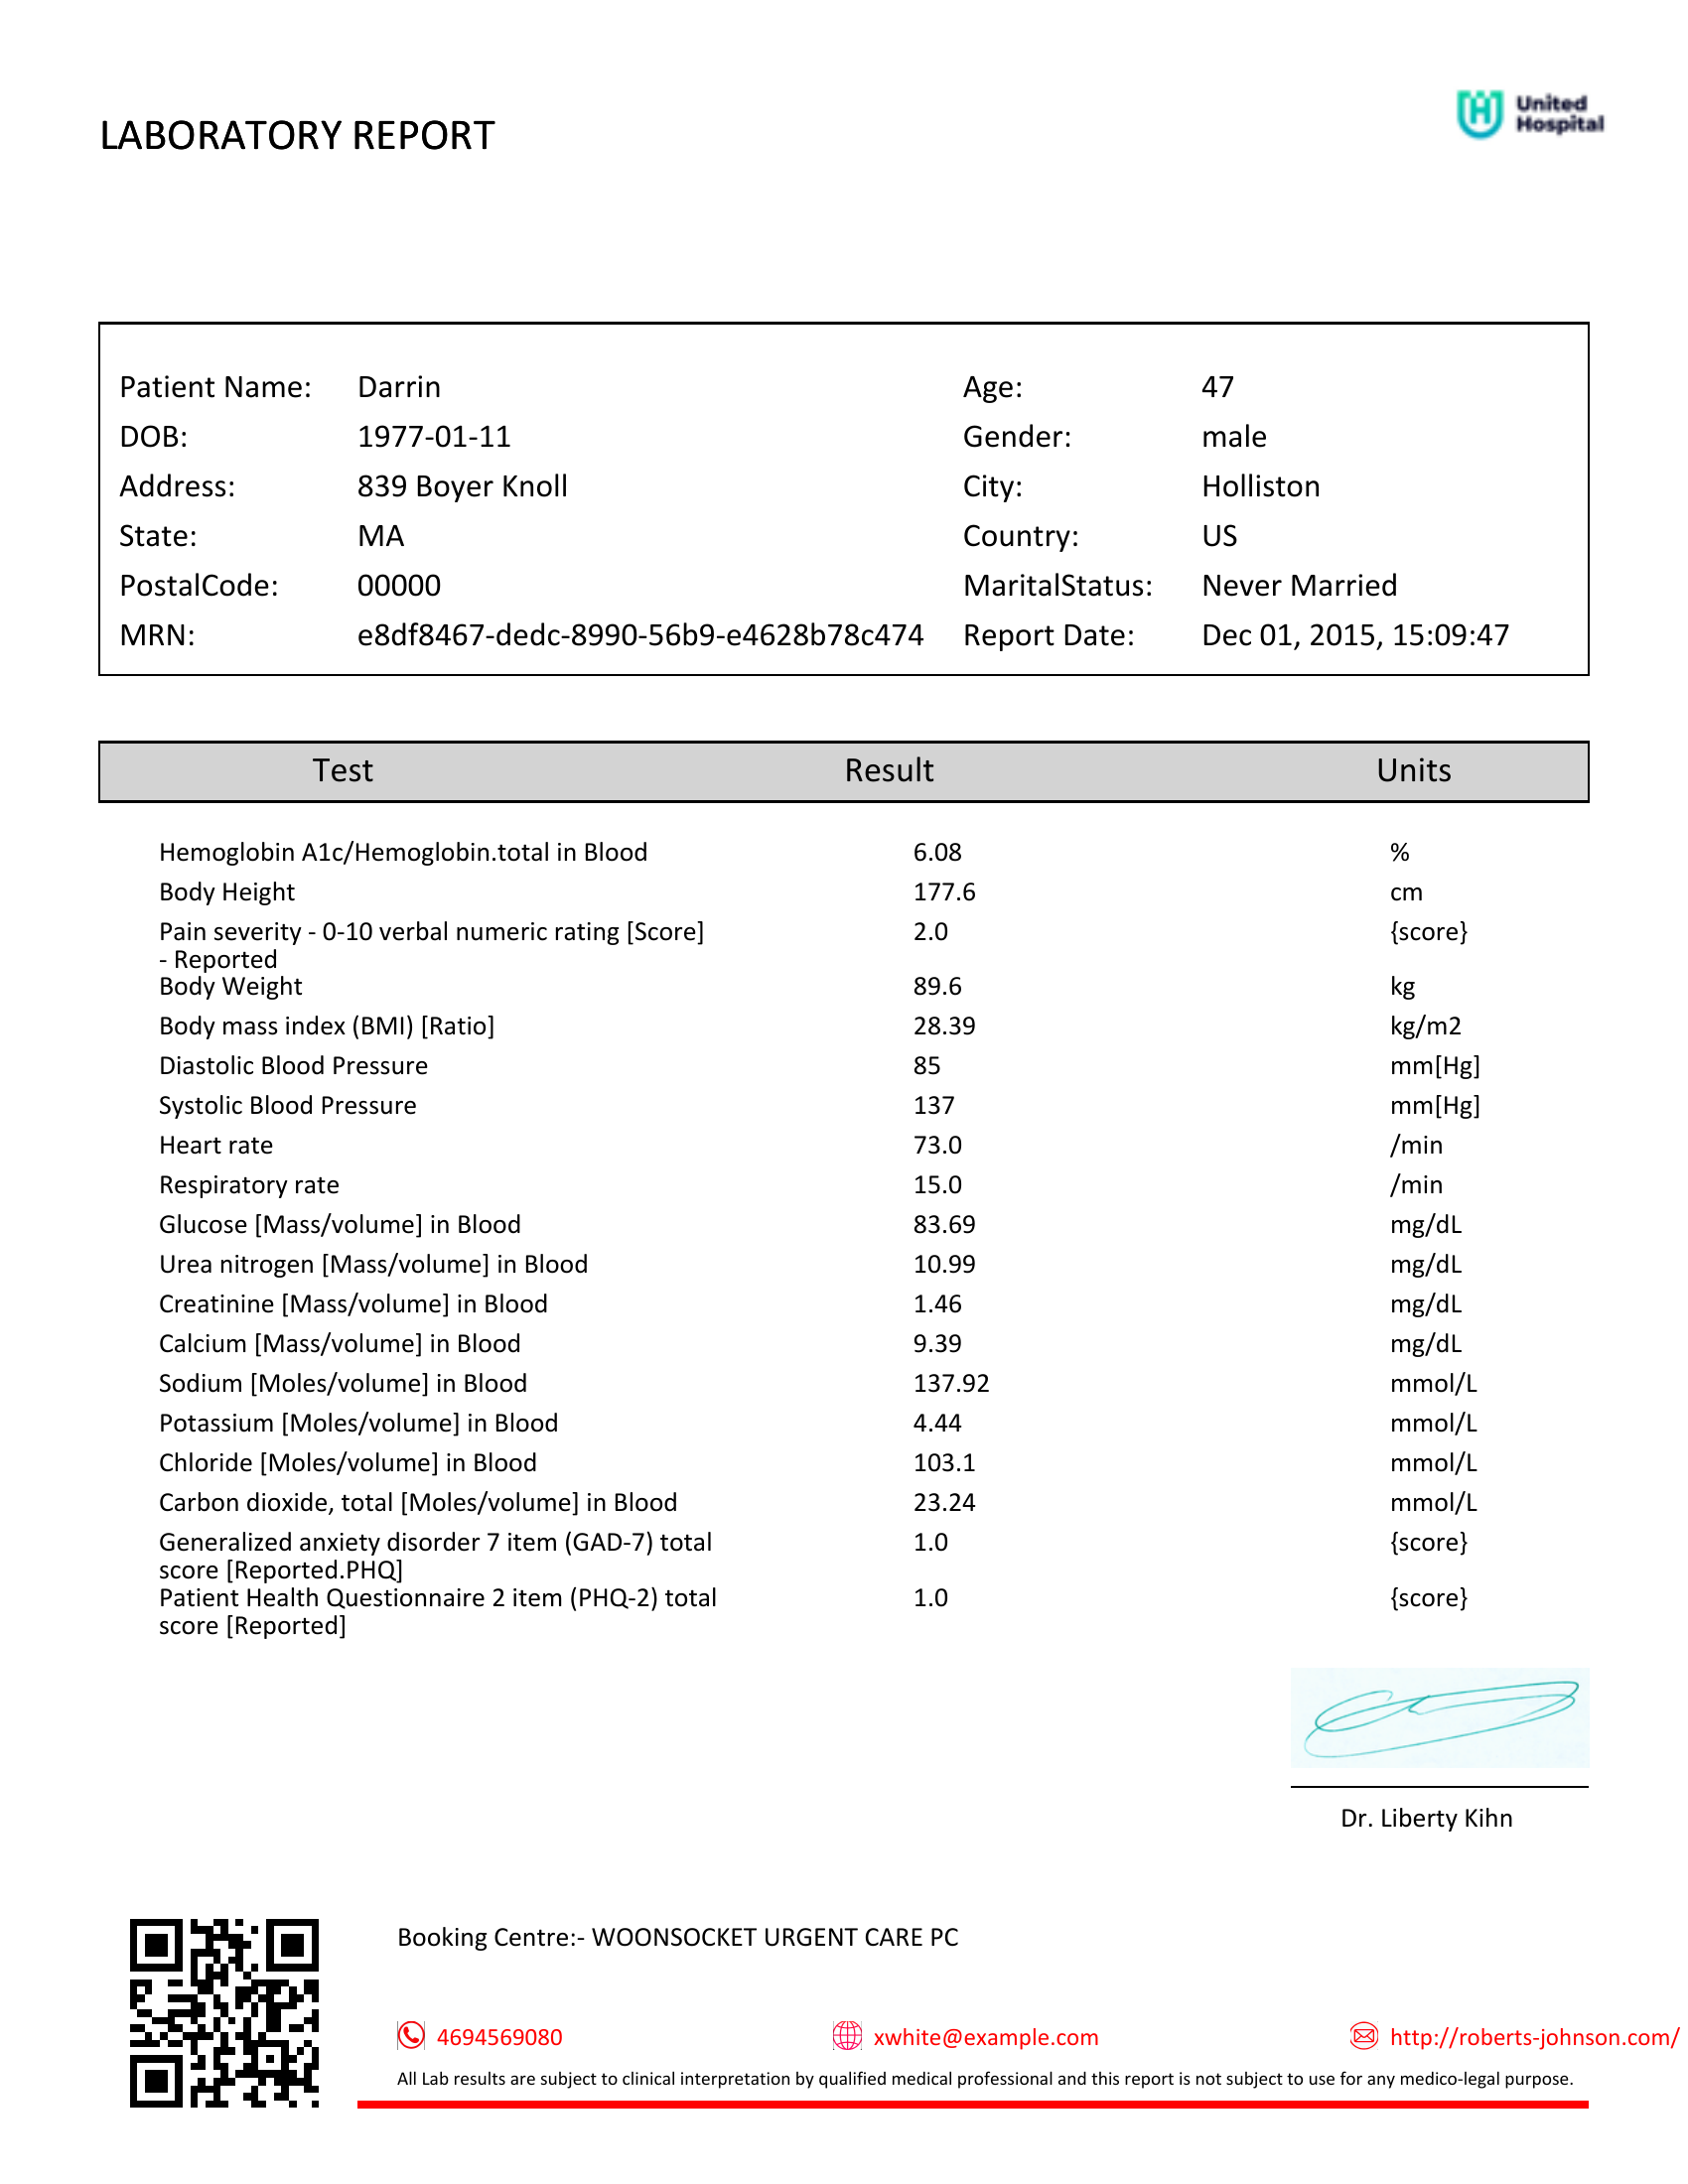 LABORATORY REPORT
United
Hospital
Patient Name: Darrin Age: 47
DOB: 1977-01-11 Gender: male
Address: 839 Boyer Knoll City: Holliston
State: MA Country: US
PostalCode: 00000 MaritalStatus: Never Married
MRN: e8df8467-dedc-8990-56b9-e4628b78c474 Report Date: Dec 01, 2015, 15:09:47
Test Result Units
Hemoglobin A1c/Hemoglobin.total in Blood 6.08 %
Body Height 177.6 cm
Pain severity - 0-10 verbal numeric rating [Score] 2.0 {score}
- Reported
Body Weight 89.6 kg
Body mass index (BMI) [Ratio] 28.39 kg/m2
Diastolic Blood Pressure 85 mm[Hg]
Systolic Blood Pressure 137 mm[Hg]
Heart rate 73.0 /min
Respiratory rate 15.0 /min
Glucose [Mass/volume] in Blood 83.69 mg/dL
Urea nitrogen [Mass/volume] in Blood 10.99 mg/dL
Creatinine [Mass/volume] in Blood 1.46 mg/dL
Calcium [Mass/volume] in Blood 9.39 mg/dL
Sodium [Moles/volume] in Blood 137.92 mmol/L
Potassium [Moles/volume] in Blood 4.44 mmol/L
Chloride [Moles/volume] in Blood 103.1 mmol/L
Carbon dioxide, total [Moles/volume] in Blood 23.24 mmol/L
Generalized anxiety disorder 7 item (GAD-7) total 1.0 {score}
score [Reported.PHQ]
Patient Health Questionnaire 2 item (PHQ-2) total 1.0 {score}
score [Reported]
Dr. Liberty Kihn
Booking Centre:- WOONSOCKET URGENT CARE PC
4694569080 xwhite@example.com http://roberts-johnson.com/
All Lab results are subject to clinical interpretation by qualified medical professional and this report is not subject to use for any medico-legal purpose.